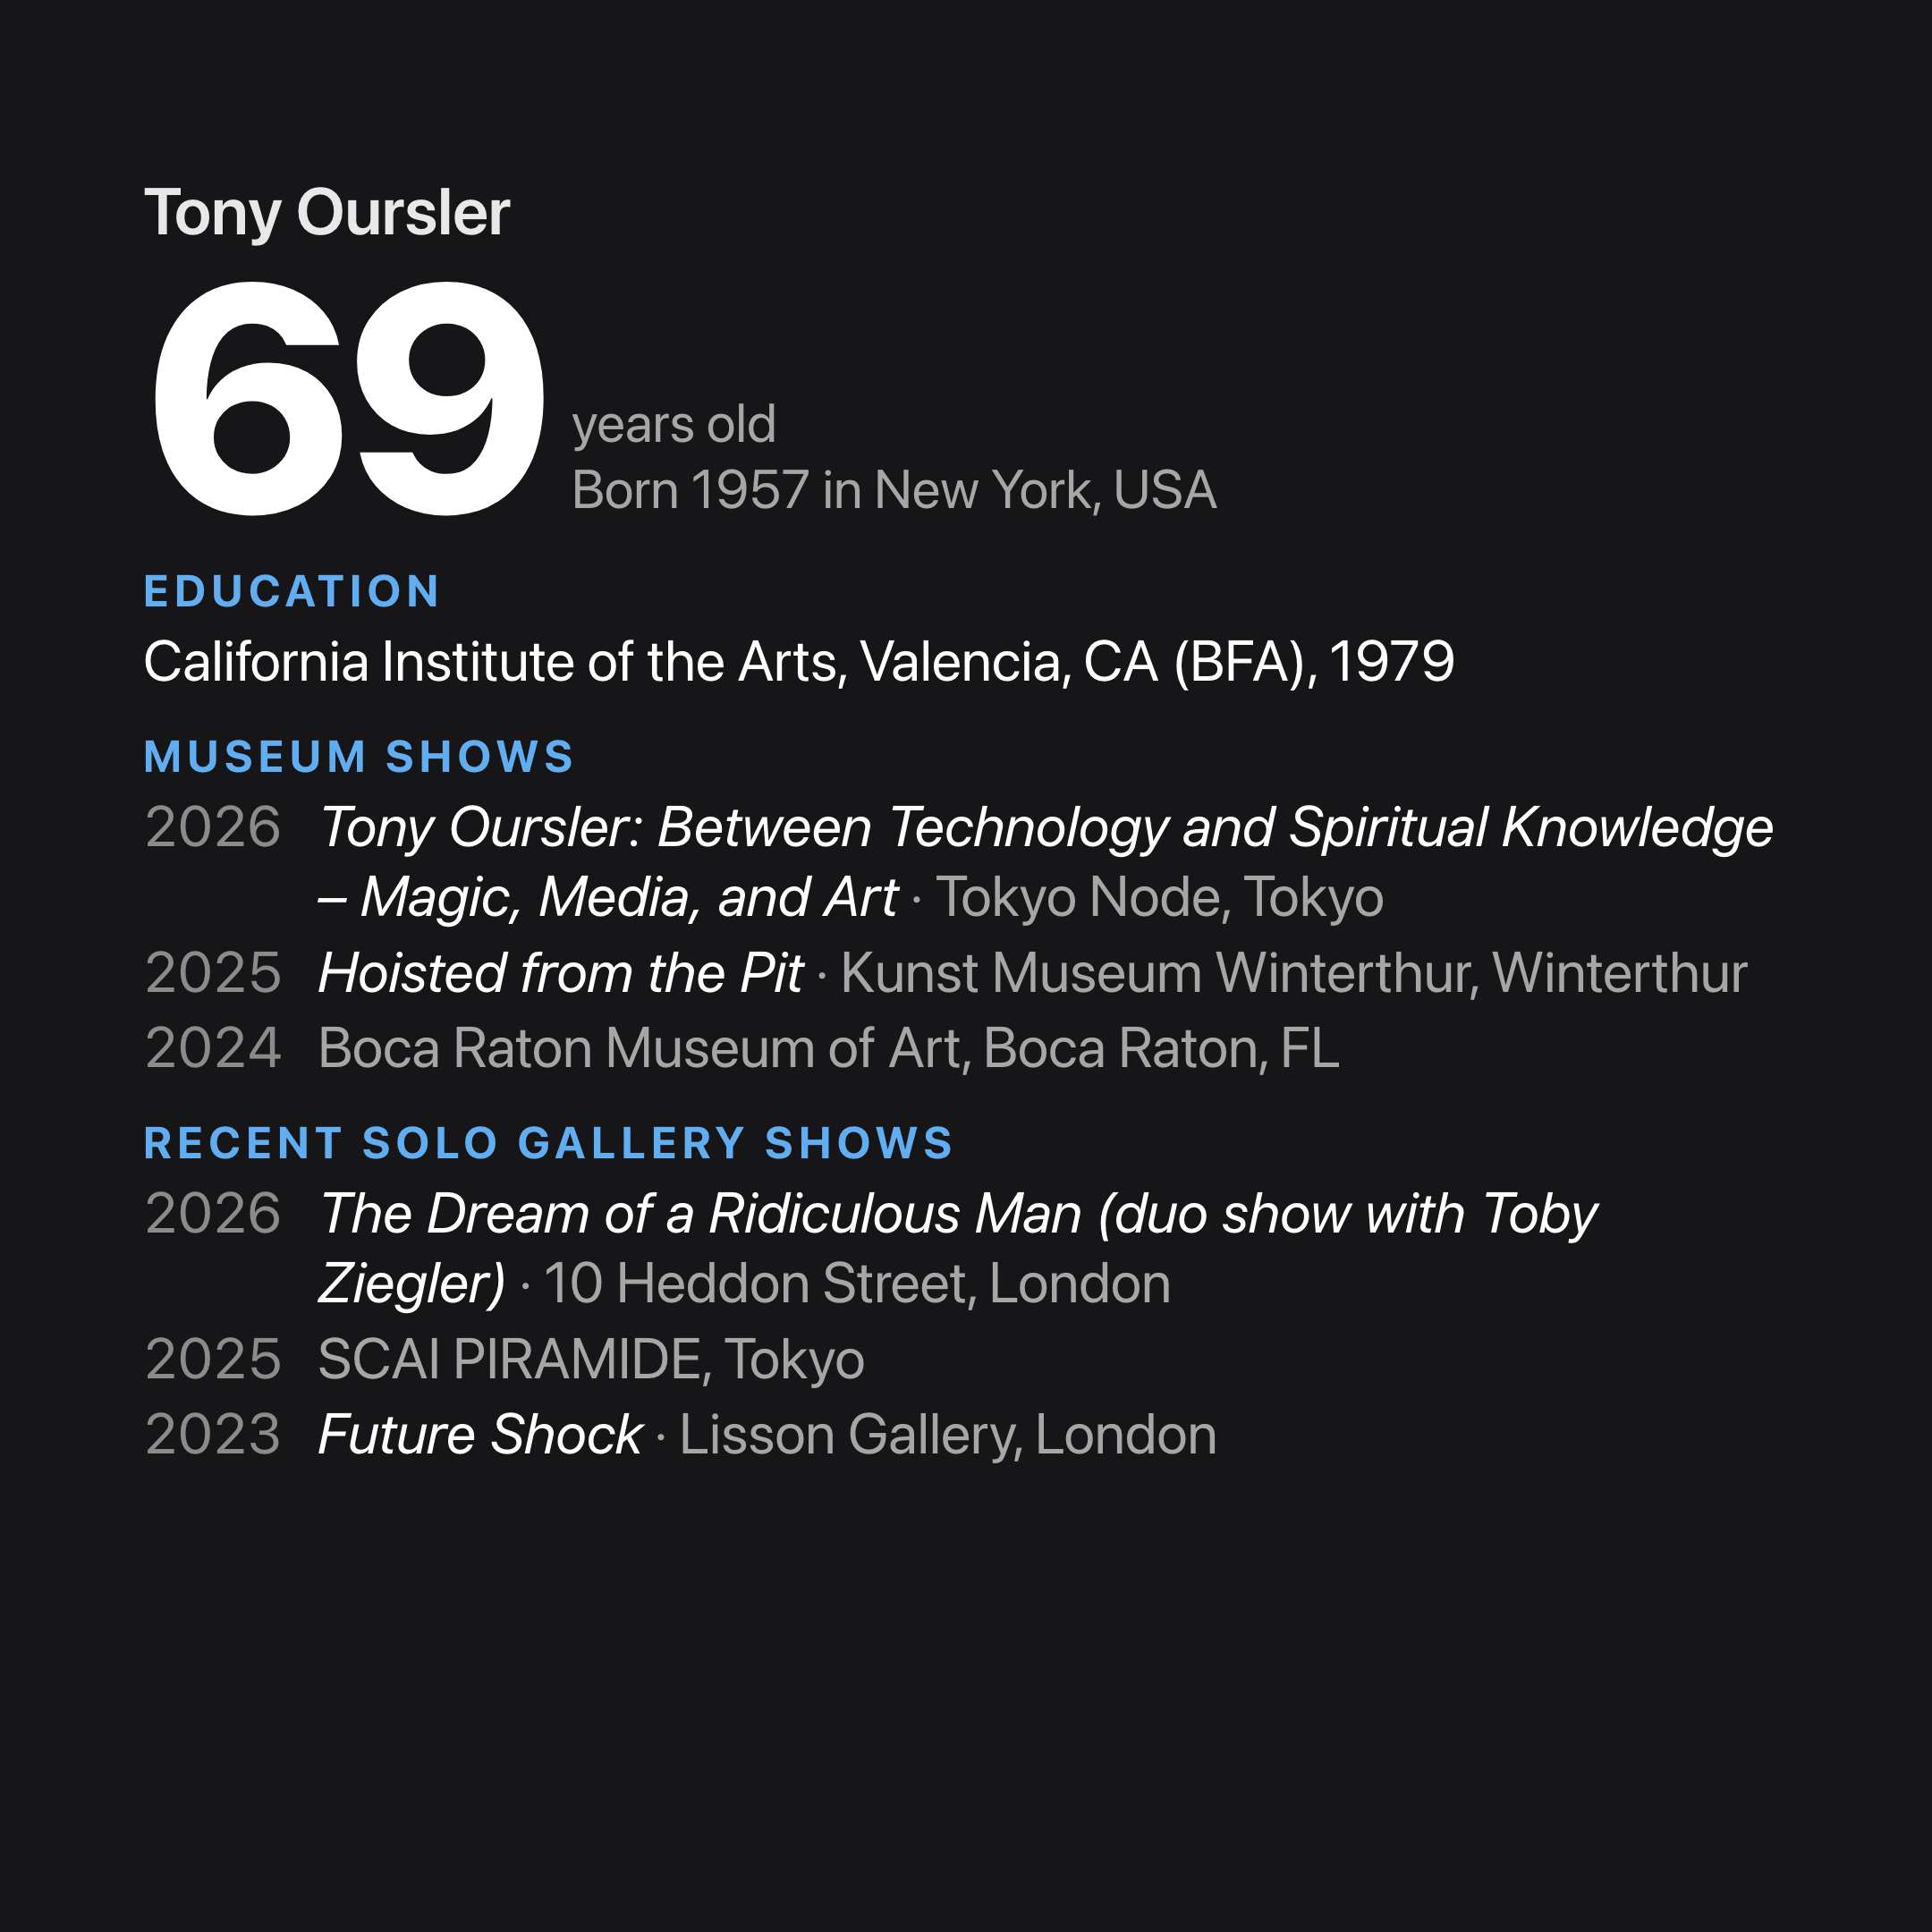 Tony Oursler
69
years old
Born 1957 in New York, USA
EDUCATION
California Institute of the Arts, Valencia, CA (BFA), 1979
MUSEUM SHOWS
2026 Tony Oursler: Between Technology and Spiritual Knowledge
– Magic, Media, and Art · Tokyo Node, Tokyo
2025 Hoisted from the Pit · Kunst Museum Winterthur, Winterthur
2024 Boca Raton Museum of Art, Boca Raton, FL
RECENT SOLO GALLERY SHOWS
2026 The Dream of a Ridiculous Man (duo show with Toby
Ziegler) · 10 Heddon Street, London
2025 SCAI PIRAMIDE, Tokyo
2023 Future Shock · Lisson Gallery, London